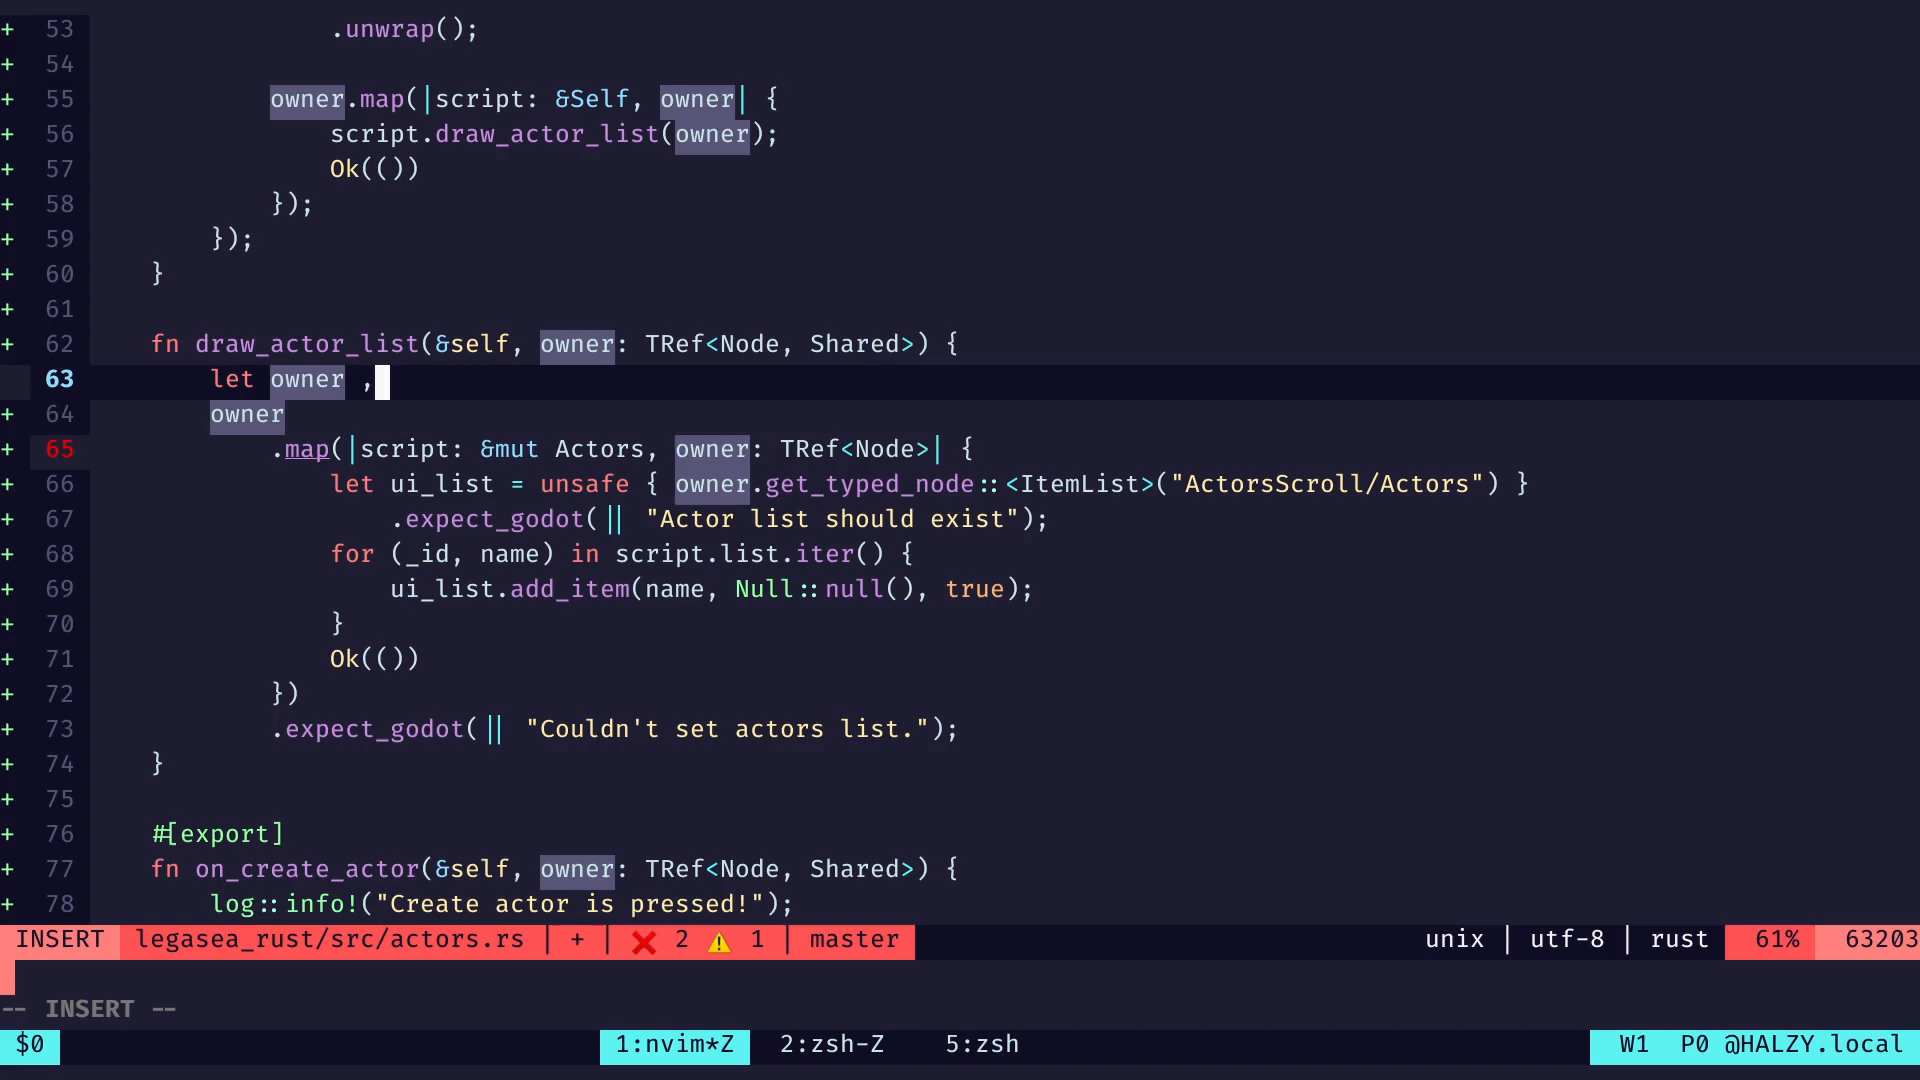 + 53 .unwrap();
+ 54
+ 55 owner.map(|script: &Self, owner| {
+ 56 script.draw_actor_list(owner);
+ 57 Ok(())
+ 58 });
+ 59 });
+ 60 }
+ 61
+ 62 fn draw_actor_list(&self, owner: TRef<Node, Shared>) {
63 let owner ,
+ 64 owner
+ 65 .map(|script: &mut Actors, owner: TRef<Node>| {
+ 66 let ui_list = unsafe { owner.get_typed_node::<ItemList>("ActorsScroll/Actors") }
+ 67 .expect_godot(|| "Actor list should exist");
+ 68 for (_id, name) in script.list.iter() {
+ 69 ui_list.add_item(name, Null::null(), true);
+ 70 }
+ 71 Ok(())
+ 72 })
+ 73 .expect_godot(|| "Couldn't set actors list.");
+ 74 }
+ 75
+ 76 #[export]
+ 77 fn on_create_actor(&self, owner: TRef<Node, Shared>) {
+ 78 log::info!("Create actor is pressed!");
INSERT legasea_rust/src/actors.rs | + | ❌ 2 ⚠ 1 | master unix | utf-8 | rust 61% 63203
-- INSERT --
$0 1:nvim*Z 2:zsh-Z 5:zsh W1 P0 @HALZY.local